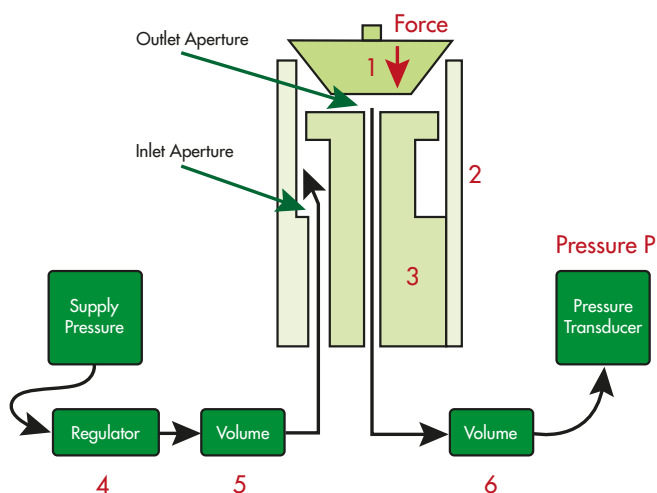 Outlet Aperture
Force
1
Inlet Aperture
2
Pressure P
3
Supply
Pressure
Pressure
Transducer
Regulator
Volume
Volume
4
5
6